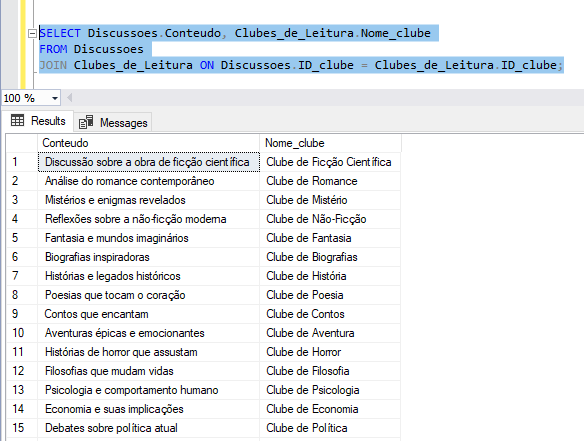 SELECT Discussoes.Conteudo, Clubes_de_Leitura.Nome_clube
FROM Discussoes
JOIN Clubes_de_Leitura ON Discussoes.ID_clube = Clubes_de_Leitura.ID_clube;
100 %
Results Messages
Conteudo Nome_clube
1 Discussão sobre a obra de ficção científica Clube de Ficção Científica
2 Análise do romance contemporâneo Clube de Romance
3 Mistérios e enigmas revelados Clube de Mistério
4 Reflexões sobre a não-ficção moderna Clube de Não-Ficção
5 Fantasia e mundos imaginários Clube de Fantasia
6 Biografias inspiradoras Clube de Biografias
7 Histórias e legados históricos Clube de História
8 Poesias que tocam o coração Clube de Poesia
9 Contos que encantam Clube de Contos
10 Aventuras épicas e emocionantes Clube de Aventura
11 Histórias de horror que assustam Clube de Horror
12 Filosofias que mudam vidas Clube de Filosofia
13 Psicologia e comportamento humano Clube de Psicologia
14 Economia e suas implicações Clube de Economia
15 Debates sobre política atual Clube de Política